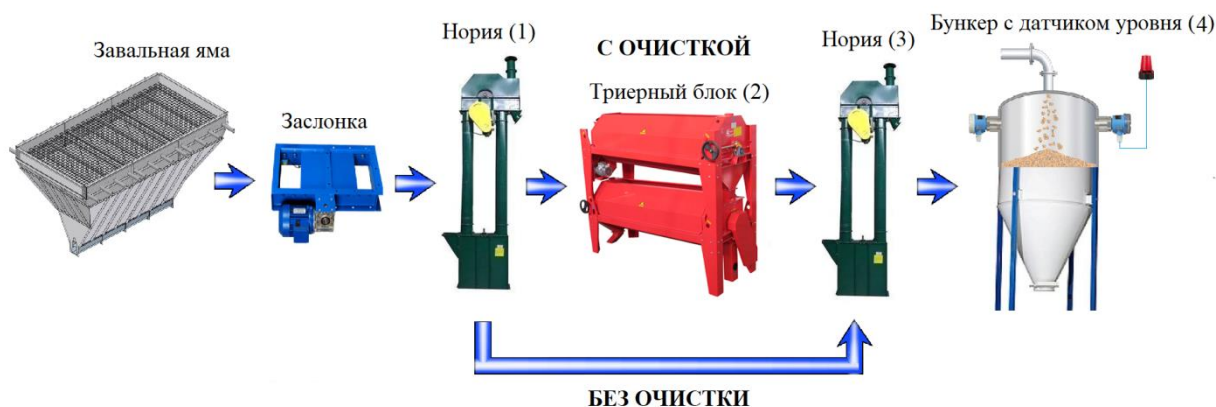 Завальная яма
Заслонка
Нория (1)
С ОЧИСТКОЙ
Триерный блок (2)
Нория (3)
Бункер с датчиком уровня (4)
БЕЗ ОЧИСТКИ